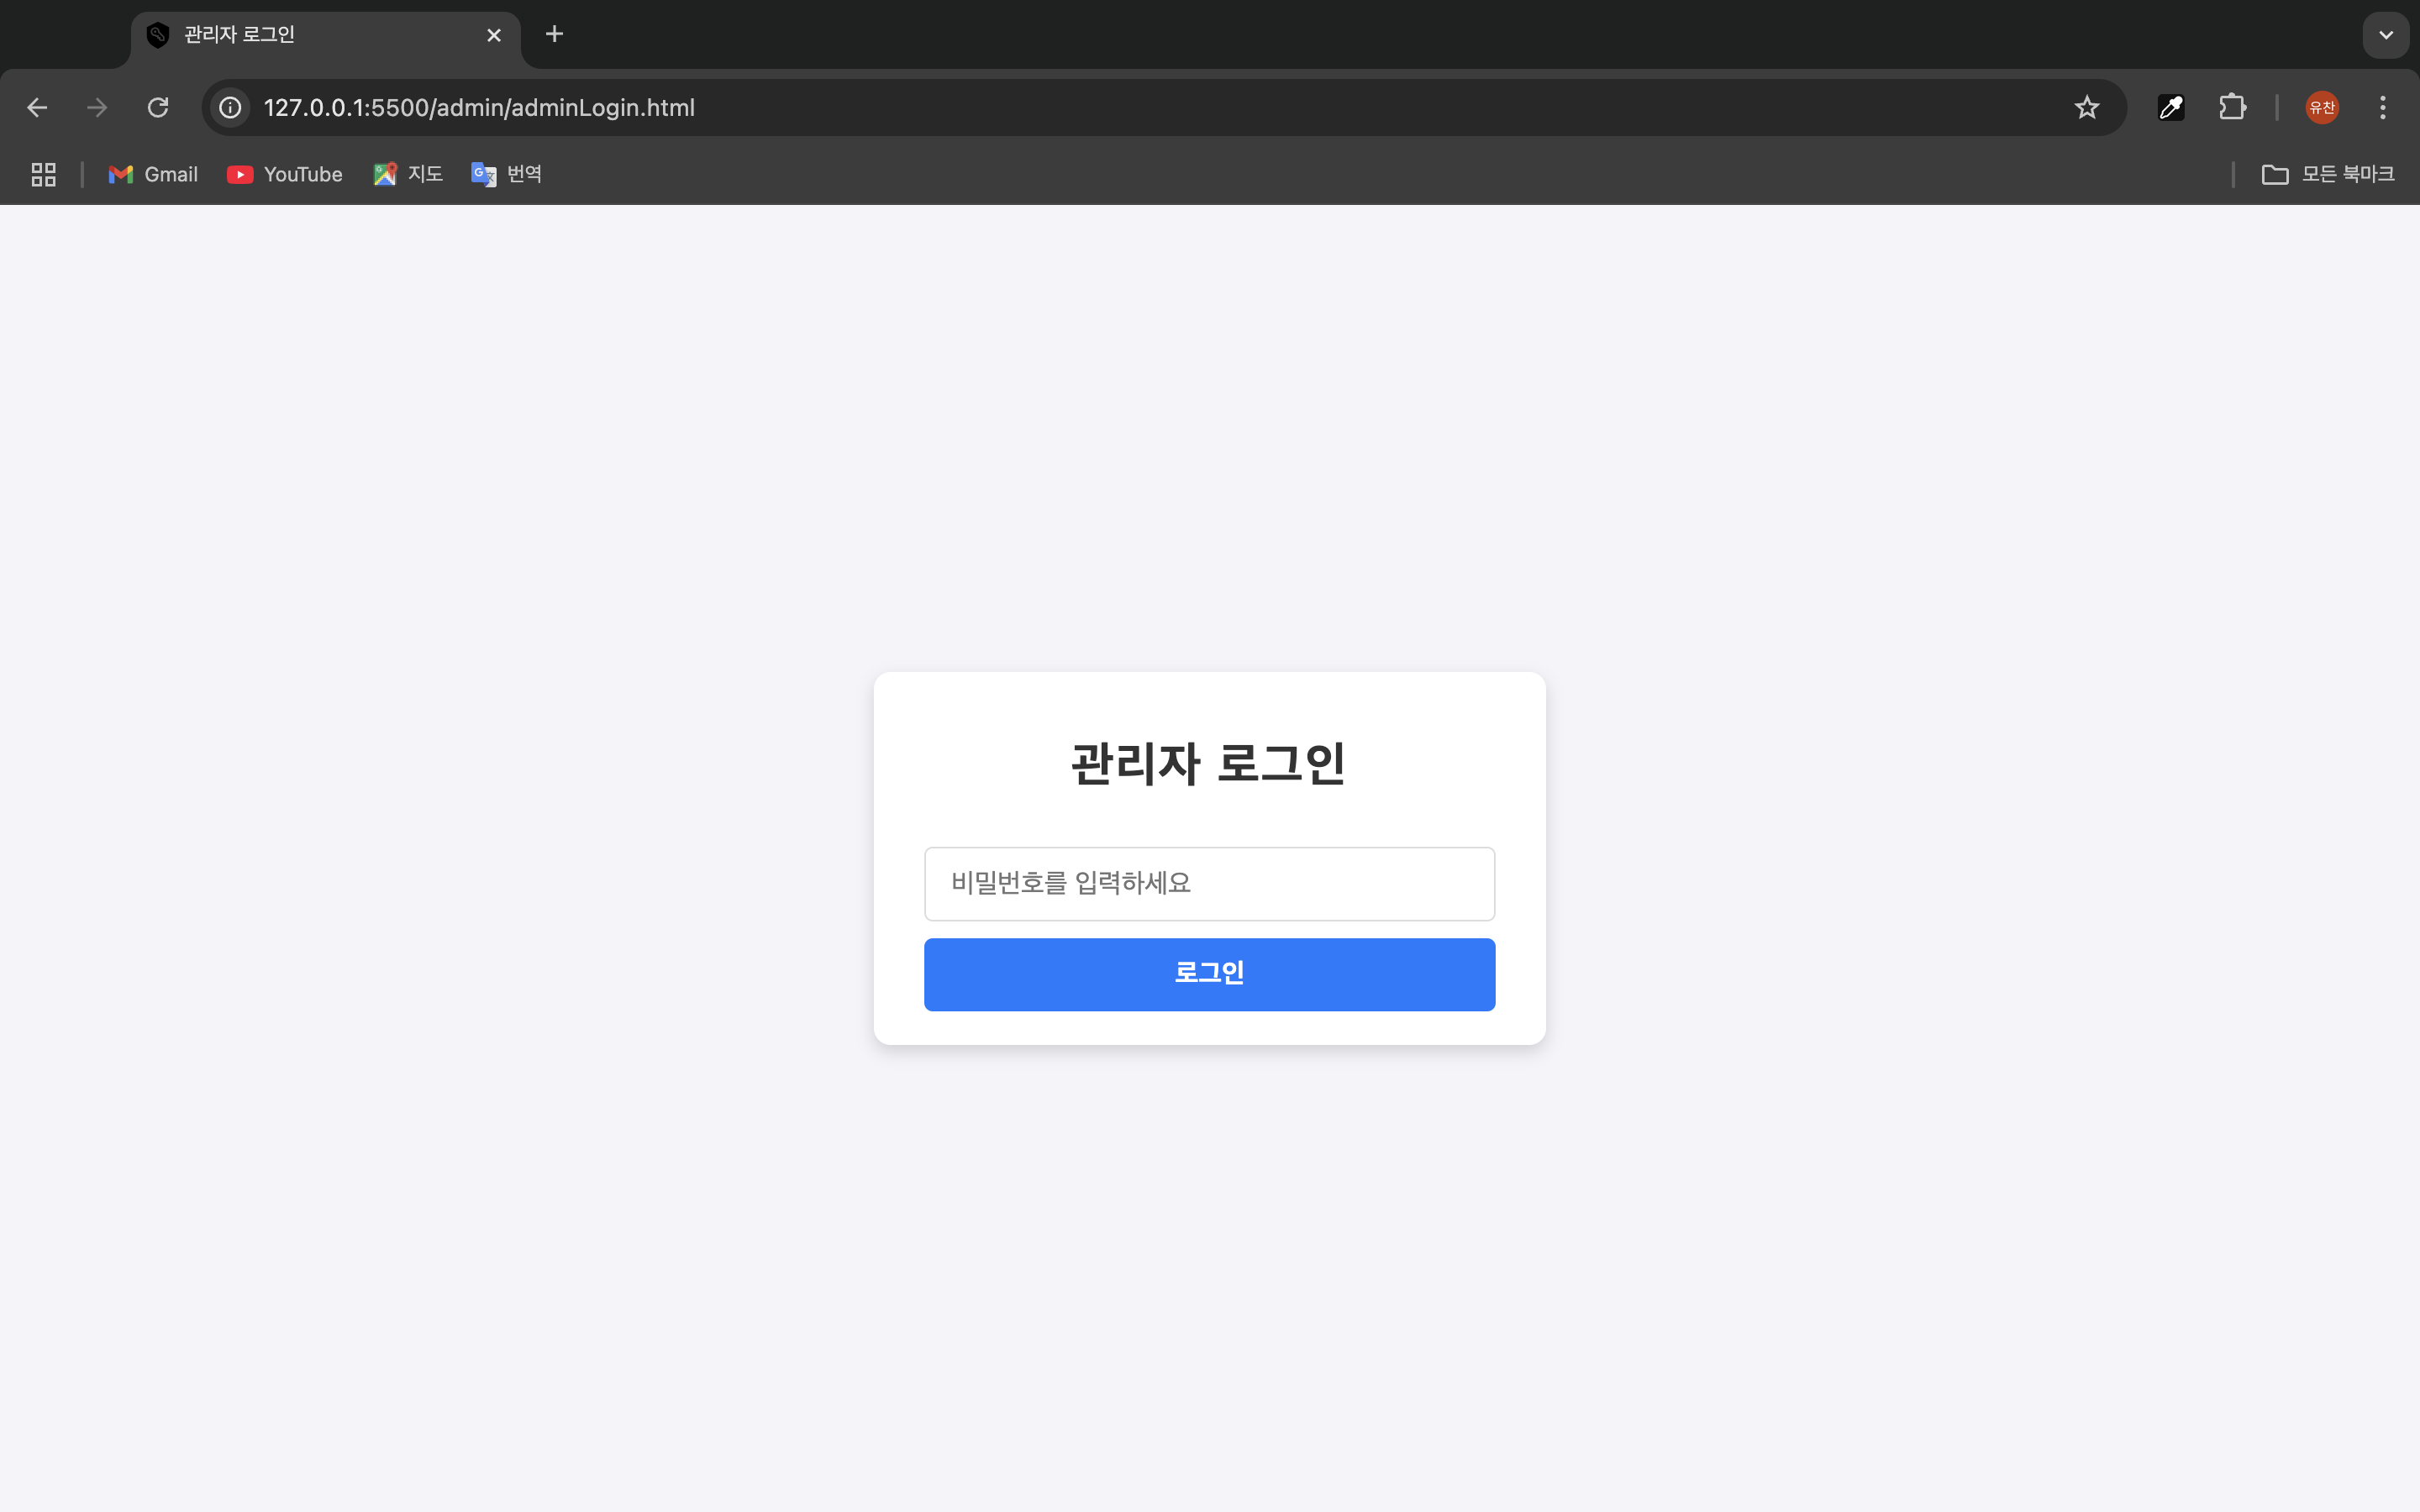 관리자 로그인
127.0.0.1:5500/admin/adminLogin.html
유찬
Gmail
YouTube
지도
번역
모든 북마크
관리자 로그인
비밀번호를 입력하세요
로그인